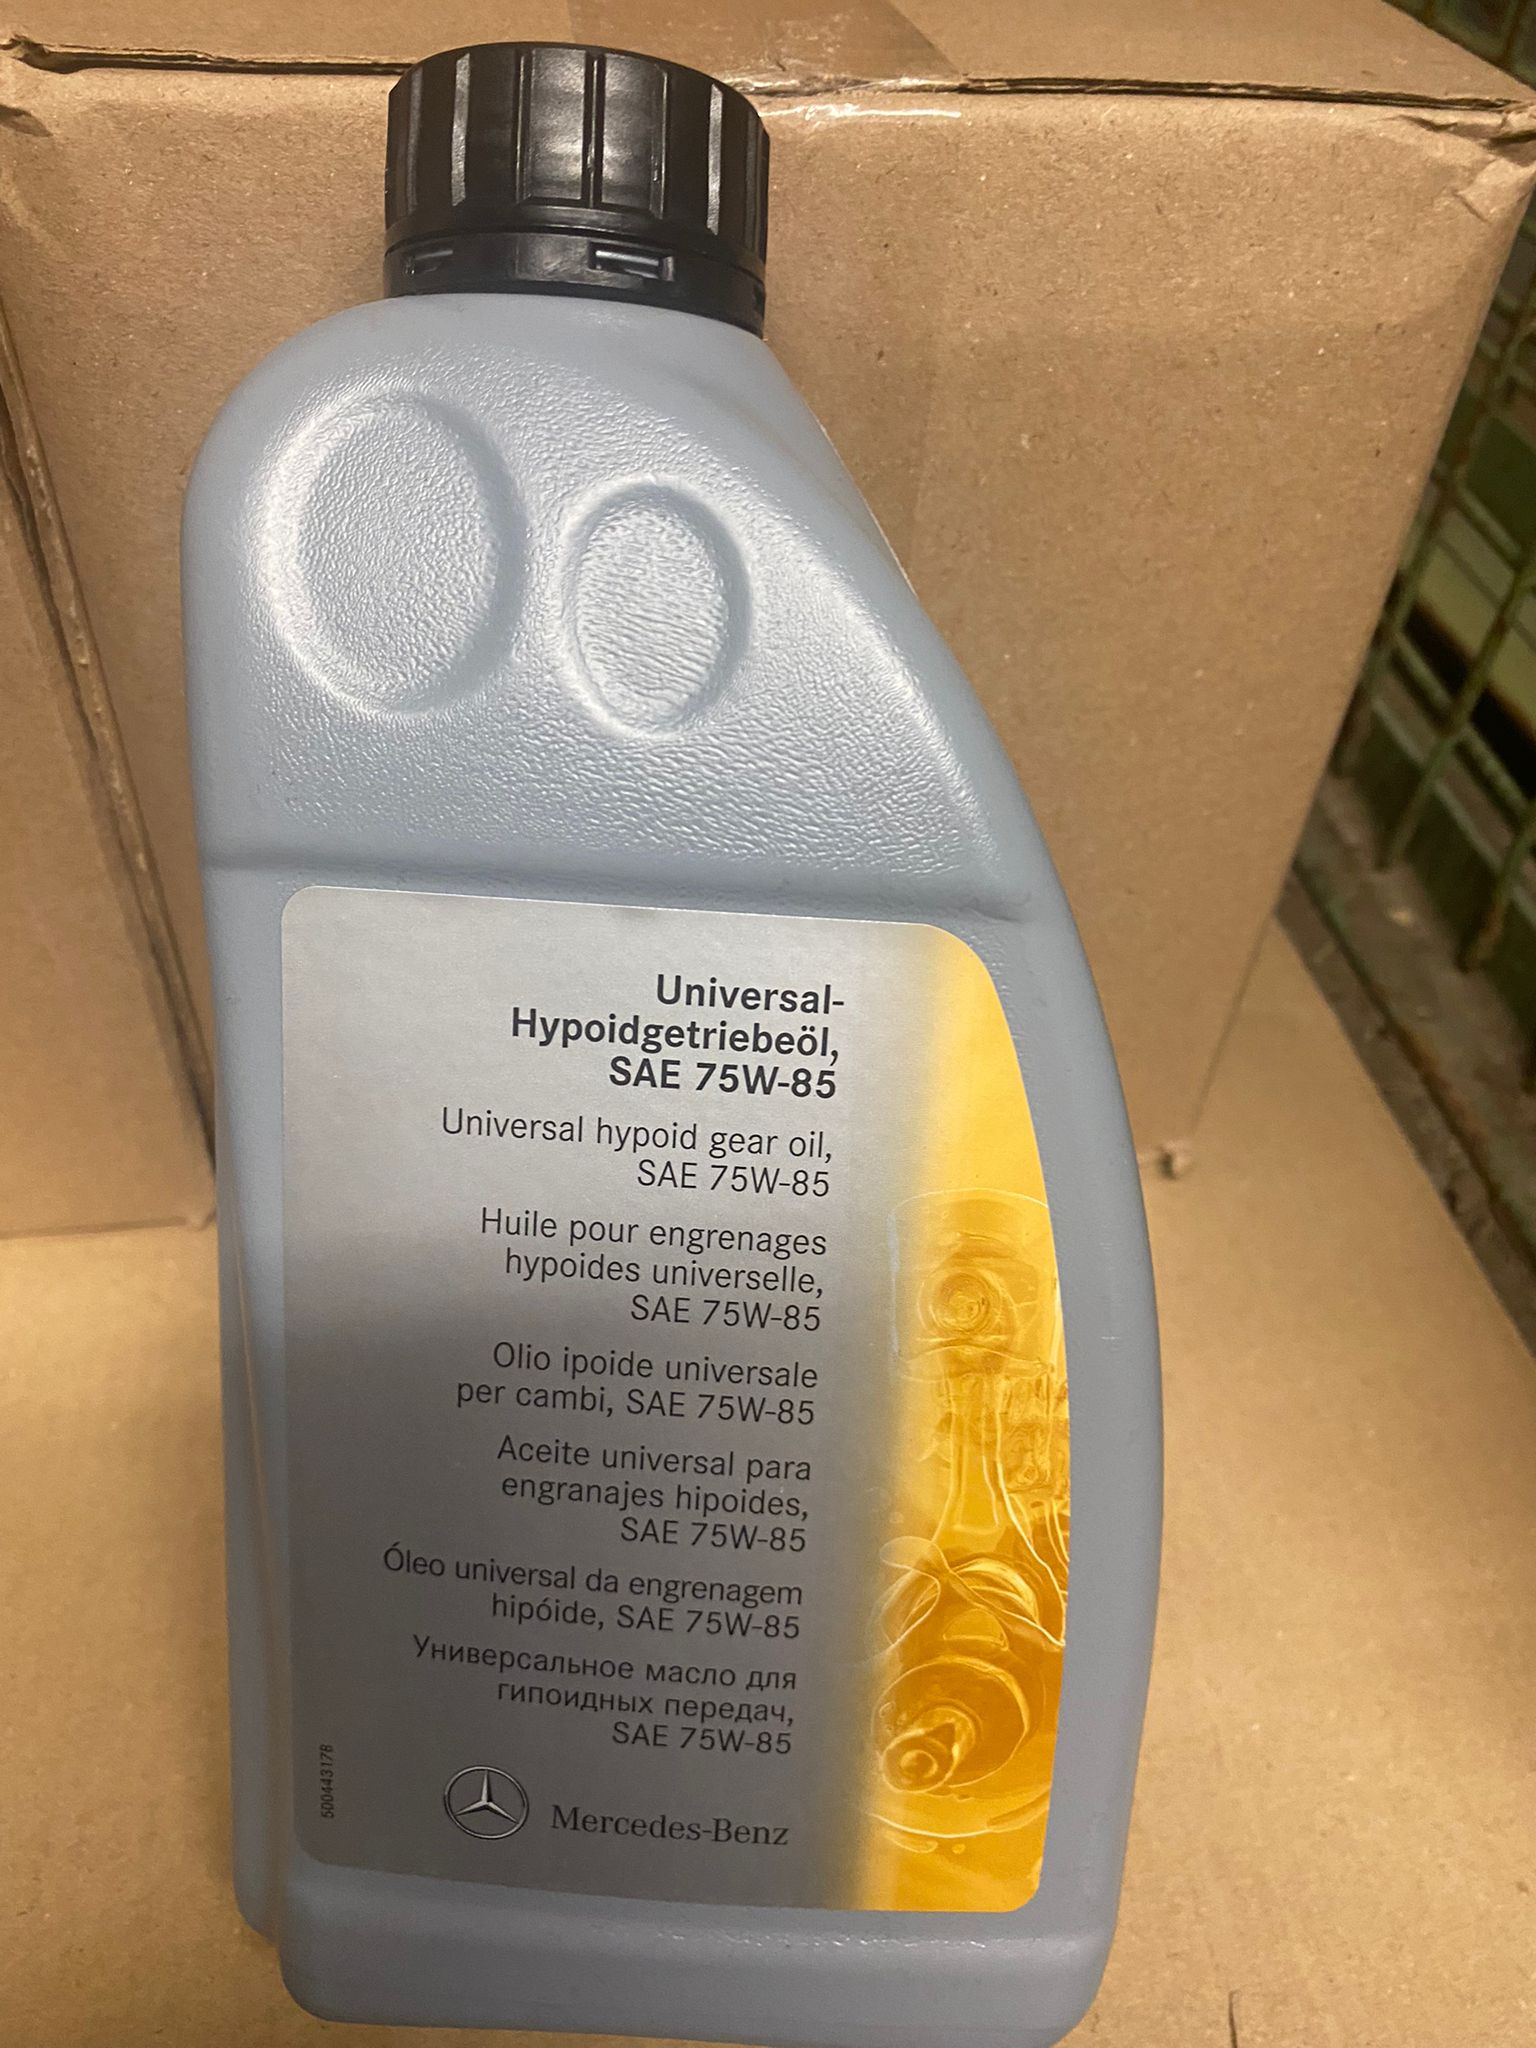 Universal-
Hypoidgetriebeöl,
SAE 75W-85
Universal hypoid gear oil,
SAE 75W-85
Huile pour engrenages
hypoides universelle,
SAE 75W-85
Olio ipoide universale
per cambi, SAE 75W-85
Aceite universal para
engranajes hipoides,
SAE 75W-85
Óleo universal da engrenagem
hipóide, SAE 75W-85
Универсальное масло для
гипоидных передач,
SAE 75W-85
500443178
Mercedes-Benz